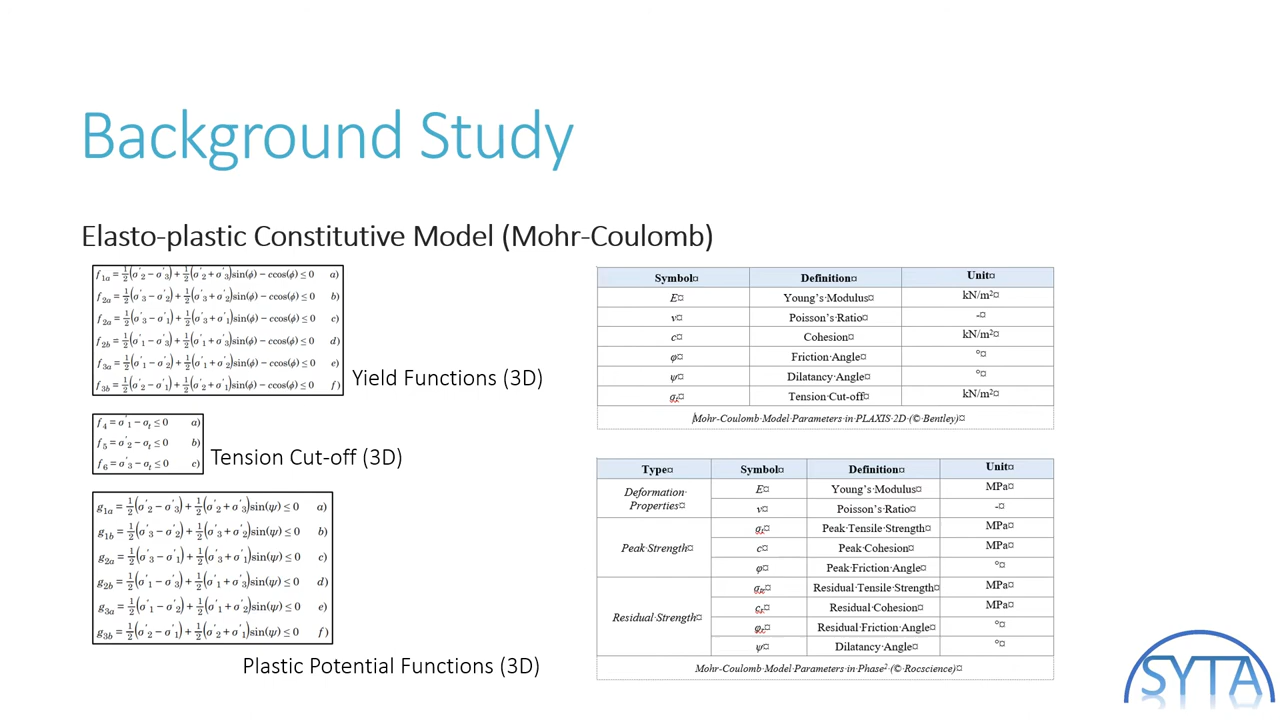 Background Study
Elasto-plastic Constitutive Model (Mohr-Coulomb)
f1a = 1/2(σ'2 − σ'3) + 1/2(σ'2 + σ'3)sin(ϕ) − ccos(ϕ) ≤ 0 a)
f2a = 1/2(σ'3 − σ'2) + 1/2(σ'3 + σ'2)sin(ϕ) − ccos(ϕ) ≤ 0 b)
f2a = 1/2(σ'3 − σ'1) + 1/2(σ'3 + σ'1)sin(ϕ) − ccos(ϕ) ≤ 0 c)
f2b = 1/2(σ'1 − σ'3) + 1/2(σ'1 + σ'3)sin(ϕ) − ccos(ϕ) ≤ 0 d)
f3a = 1/2(σ'1 − σ'2) + 1/2(σ'1 + σ'2)sin(ϕ) − ccos(ϕ) ≤ 0 e)
f3b = 1/2(σ'2 − σ'1) + 1/2(σ'2 + σ'1)sin(ϕ) − ccos(ϕ) ≤ 0 f)
Yield Functions (3D)
f4 = σ'1 − σt ≤ 0 a)
f5 = σ'2 − σt ≤ 0 b)
f6 = σ'3 − σt ≤ 0 c)
Tension Cut-off (3D)
g1a = 1/2(σ'2 − σ'3) + 1/2(σ'2 + σ'3)sin(ψ) ≤ 0 a)
g1b = 1/2(σ'3 − σ'2) + 1/2(σ'3 + σ'2)sin(ψ) ≤ 0 b)
g2a = 1/2(σ'3 − σ'1) + 1/2(σ'3 + σ'1)sin(ψ) ≤ 0 c)
g2b = 1/2(σ'1 − σ'3) + 1/2(σ'1 + σ'3)sin(ψ) ≤ 0 d)
g3a = 1/2(σ'1 − σ'2) + 1/2(σ'1 + σ'2)sin(ψ) ≤ 0 e)
g3b = 1/2(σ'2 − σ'1) + 1/2(σ'2 + σ'1)sin(ψ) ≤ 0 f)
Plastic Potential Functions (3D)
Symbol¤ Definition¤ Unit¤
E¤ Young's·Modulus¤ kN/m²¤
ν¤ Poisson's·Ratio¤ -¤
c¤ Cohesion¤ kN/m²¤
φ¤ Friction·Angle¤ °¤
ψ¤ Dilatancy·Angle¤ °¤
σt¤ Tension·Cut-off¤ kN/m²¤
Mohr-Coulomb·Model·Parameters·in·PLAXIS·2D·(©·Bentley)¤
Type¤ Symbol¤ Definition¤ Unit¤
Deformation·Properties¤ E¤ Young's·Modulus¤ MPa¤
ν¤ Poisson's·Ratio¤ -¤
Peak·Strength¤ σt¤ Peak·Tensile·Strength¤ MPa¤
c¤ Peak·Cohesion¤ MPa¤
φ¤ Peak·Friction·Angle¤ °¤
Residual·Strength¤ σtr¤ Residual·Tensile·Strength¤ MPa¤
cr¤ Residual·Cohesion¤ MPa¤
φr¤ Residual·Friction·Angle¤ °¤
ψ¤ Dilatancy·Angle¤ °¤
Mohr-Coulomb·Model·Parameters·in·Phase²·(©·Rocscience)¤
SYTA